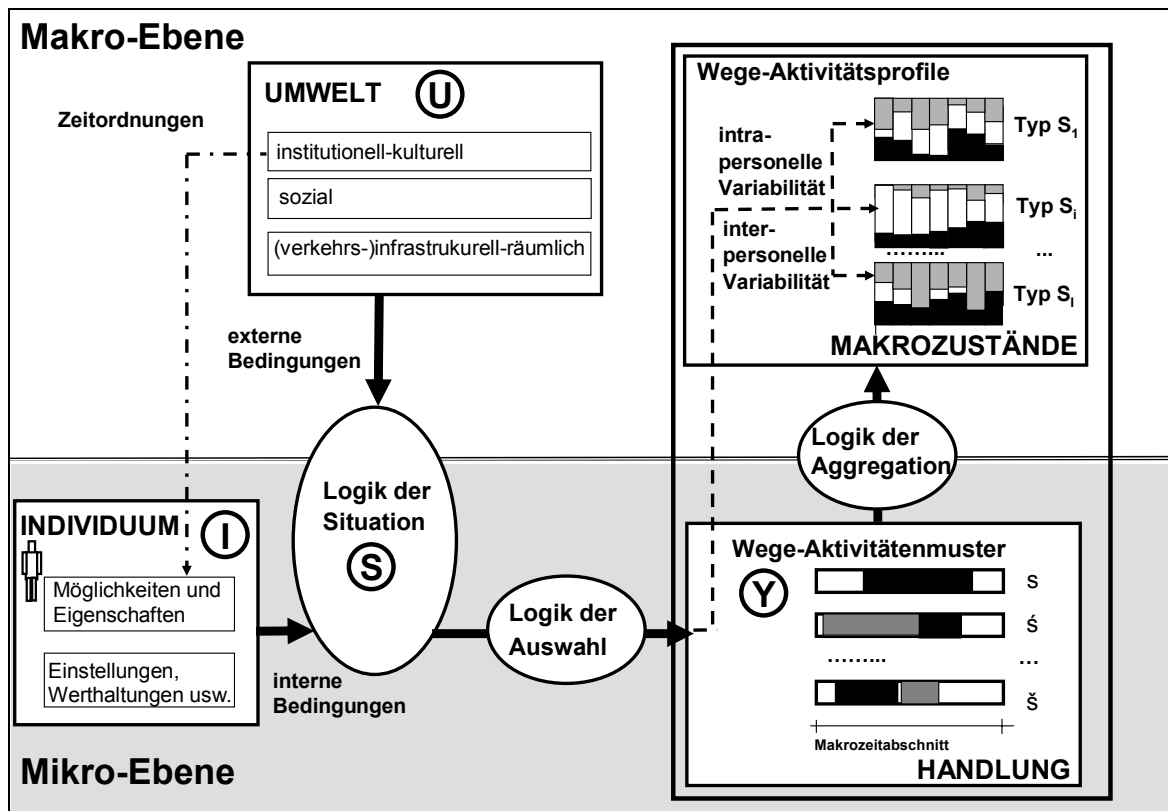 Makro-Ebene
UMWELT
U
Zeitordnungen
institutionell-kulturell
sozial
(verkehrs-)infrastrukurell-räumlich
externe
Bedingungen
Wege-Aktivitätsprofile
intra-
personelle
Variabilität
inter-
personelle
Variabilität
Typ S1
Typ Si
.........
...
Typ Sl
MAKROZUSTÄNDE
Logik der
Aggregation
Logik der
Situation
S
INDIVIDUUM
I
Möglichkeiten und
Eigenschaften
Einstellungen,
Werthaltungen usw.
interne
Bedingungen
Logik der
Auswahl
Wege-Aktivitätenmuster
Y
s
ś
.........
...
š
Makrozeitabschnitt
HANDLUNG
Mikro-Ebene